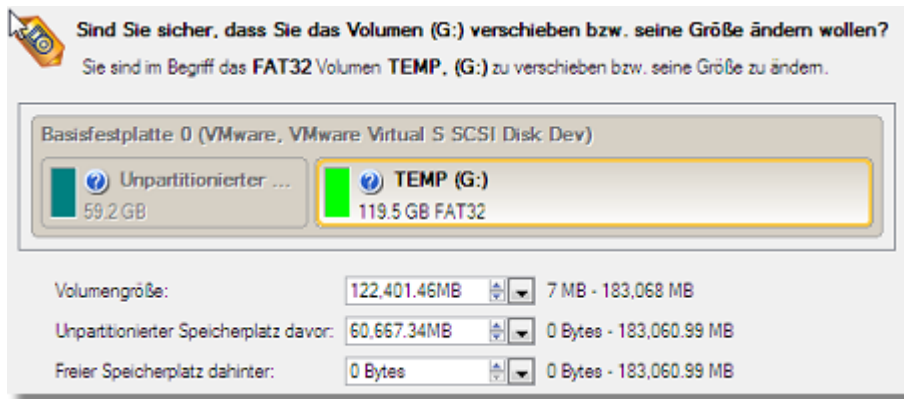 Sind Sie sicher, dass Sie das Volumen (G:) verschieben bzw. seine Größe ändern wollen?
Sie sind im Begriff das FAT32 Volumen TEMP, (G:) zu verschieben bzw. seine Größe zu ändern.
Basisfestplatte 0 (VMware, VMware Virtual S SCSI Disk Dev)
Unpartitionierter ... TEMP (G:)
59.2 GB 119.5 GB FAT32
Volumengröße: 122,401.46MB 7 MB - 183,068 MB
Unpartitionierter Speicherplatz davor: 60,667.34MB 0 Bytes - 183,060.99 MB
Freier Speicherplatz dahinter: 0 Bytes 0 Bytes - 183,060.99 MB